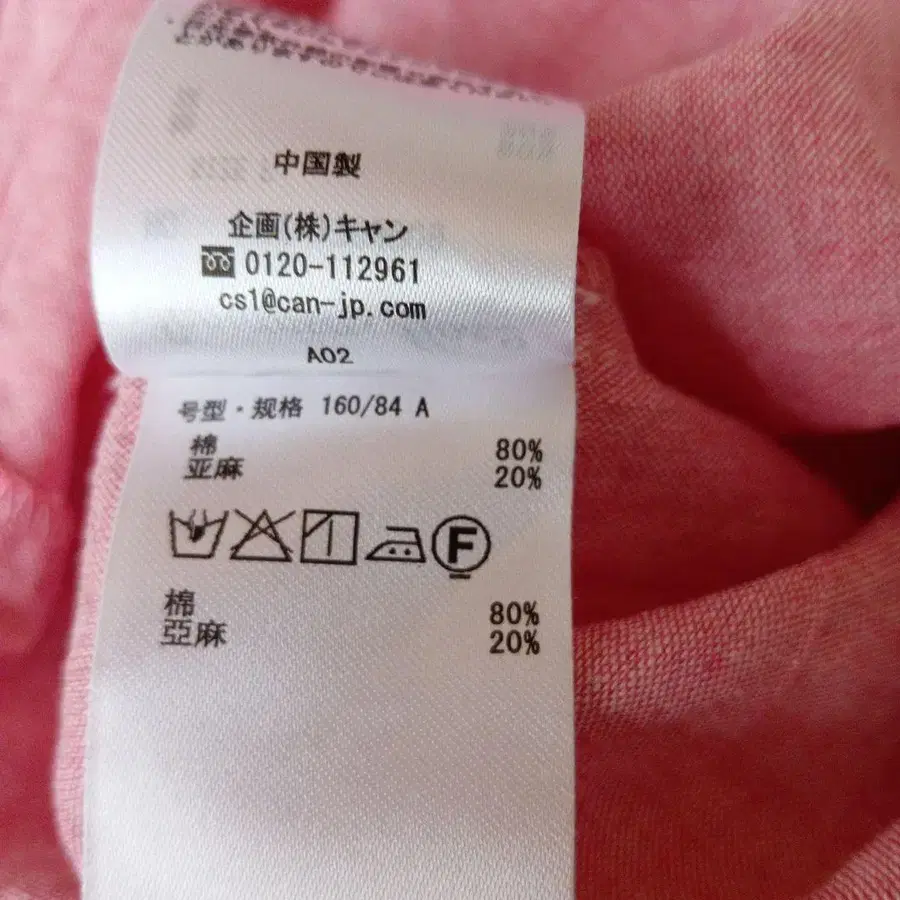 中国製
企画(株)キャン
0120-112961
cs1@can-jp.com
A02
号型・规格 160/84 A
棉 80%
亚麻 20%
F
棉 80%
亞麻 20%